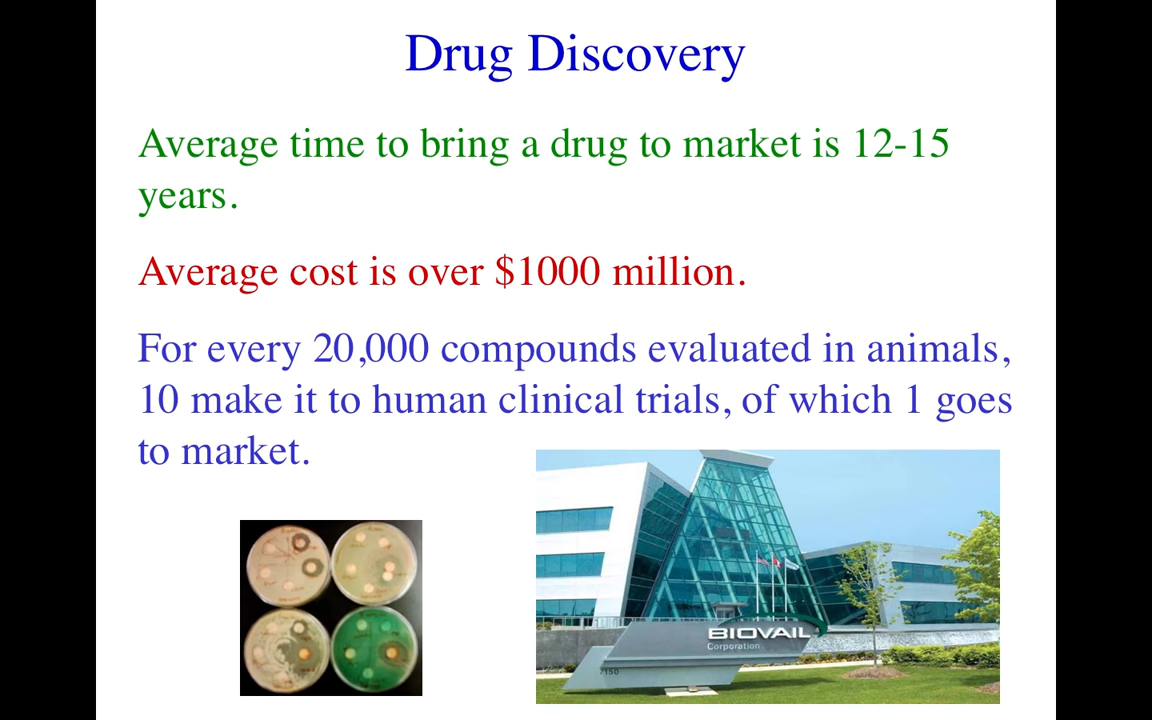 Drug Discovery
Average time to bring a drug to market is 12-15
years.
Average cost is over $1000 million.
For every 20,000 compounds evaluated in animals,
10 make it to human clinical trials, of which 1 goes
to market.
BIOVAIL
Corporation
7150